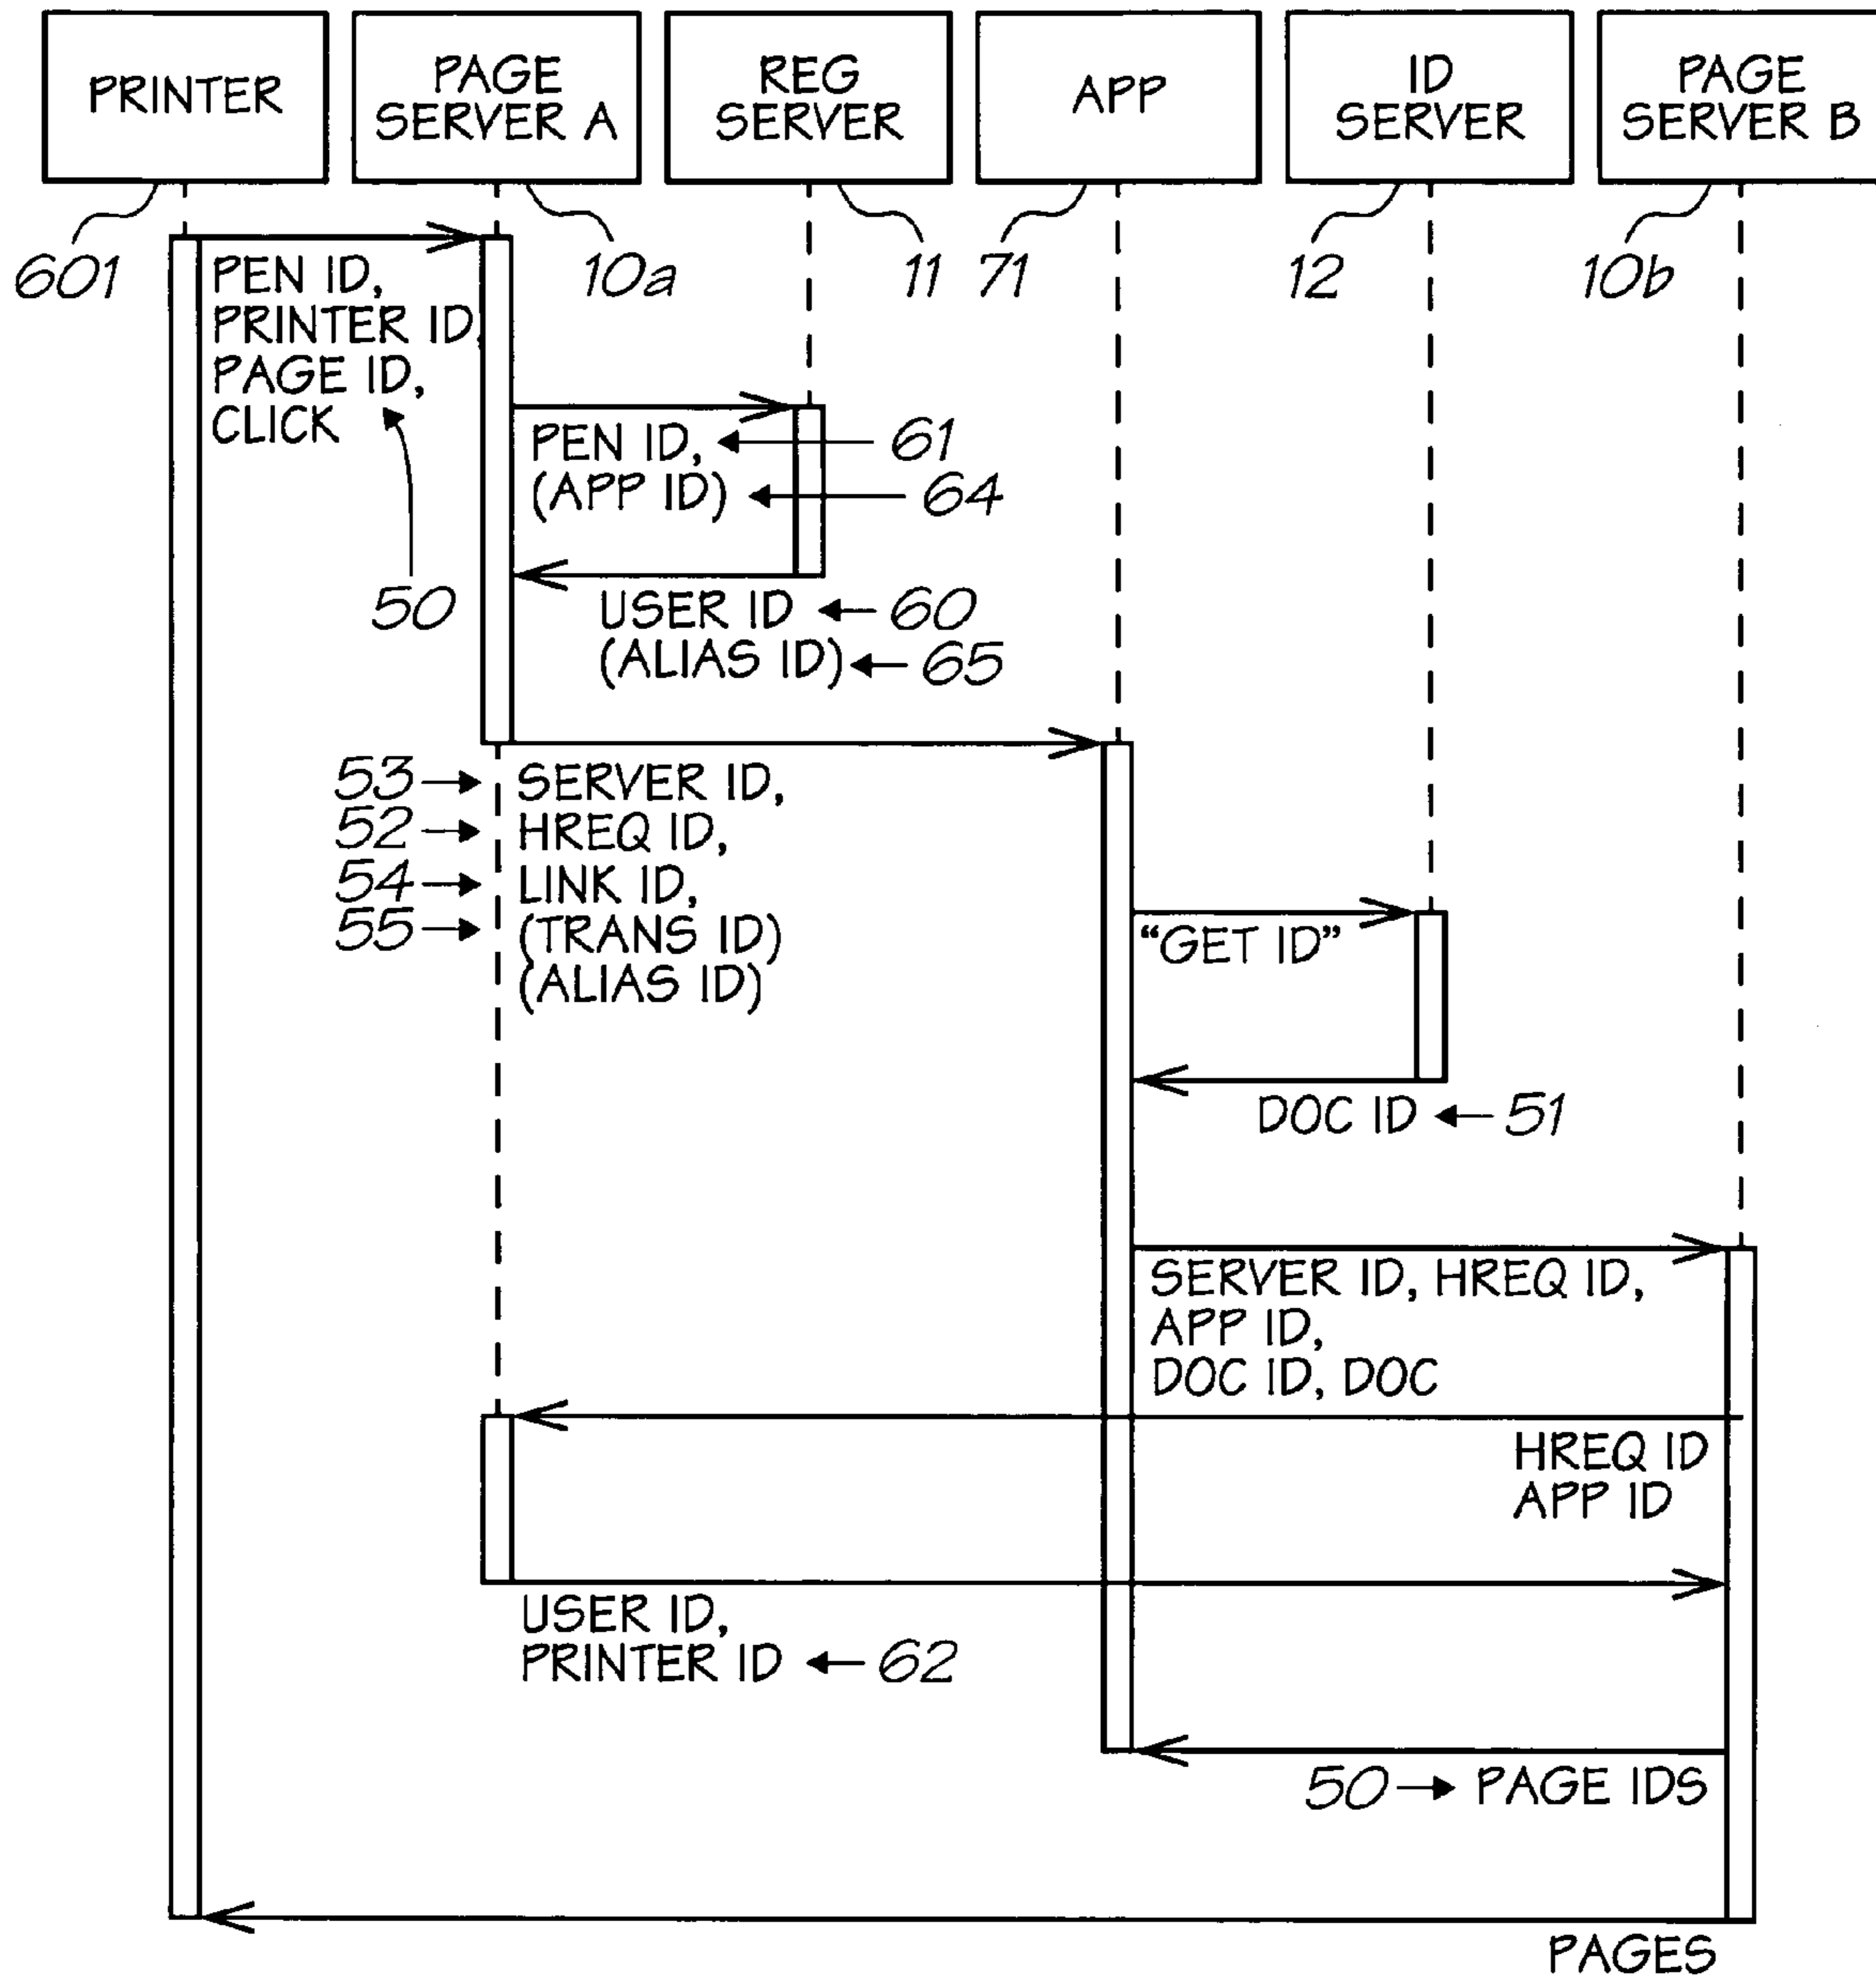 PRINTER
PAGE
SERVER A
REG
SERVER
APP
ID
SERVER
PAGE
SERVER B
601
10a
11
71
12
10b
PEN ID,
PRINTER ID,
PAGE ID,
CLICK
50
PEN ID,
(APP ID)
61
64
USER ID
(ALIAS ID)
60
65
53
52
54
55
SERVER ID,
HREQ ID,
LINK ID,
(TRANS ID)
(ALIAS ID)
“GET ID”
DOC ID
51
SERVER ID, HREQ ID,
APP ID,
DOC ID, DOC
HREQ ID
APP ID
USER ID,
PRINTER ID
62
50
PAGE IDS
PAGES